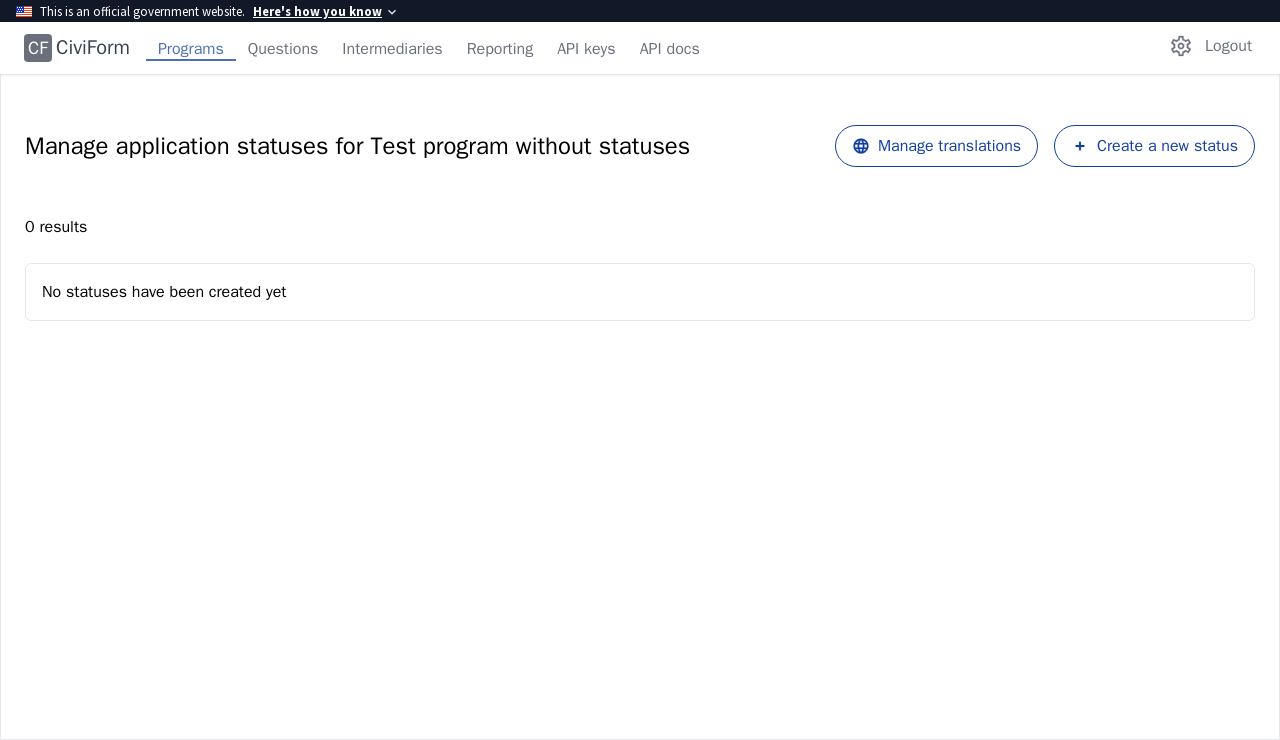 This is an official government website. Here's how you know
CF CiviForm Programs Questions Intermediaries Reporting API keys API docs Logout
Manage application statuses for Test program without statuses Manage translations + Create a new status
0 results
No statuses have been created yet